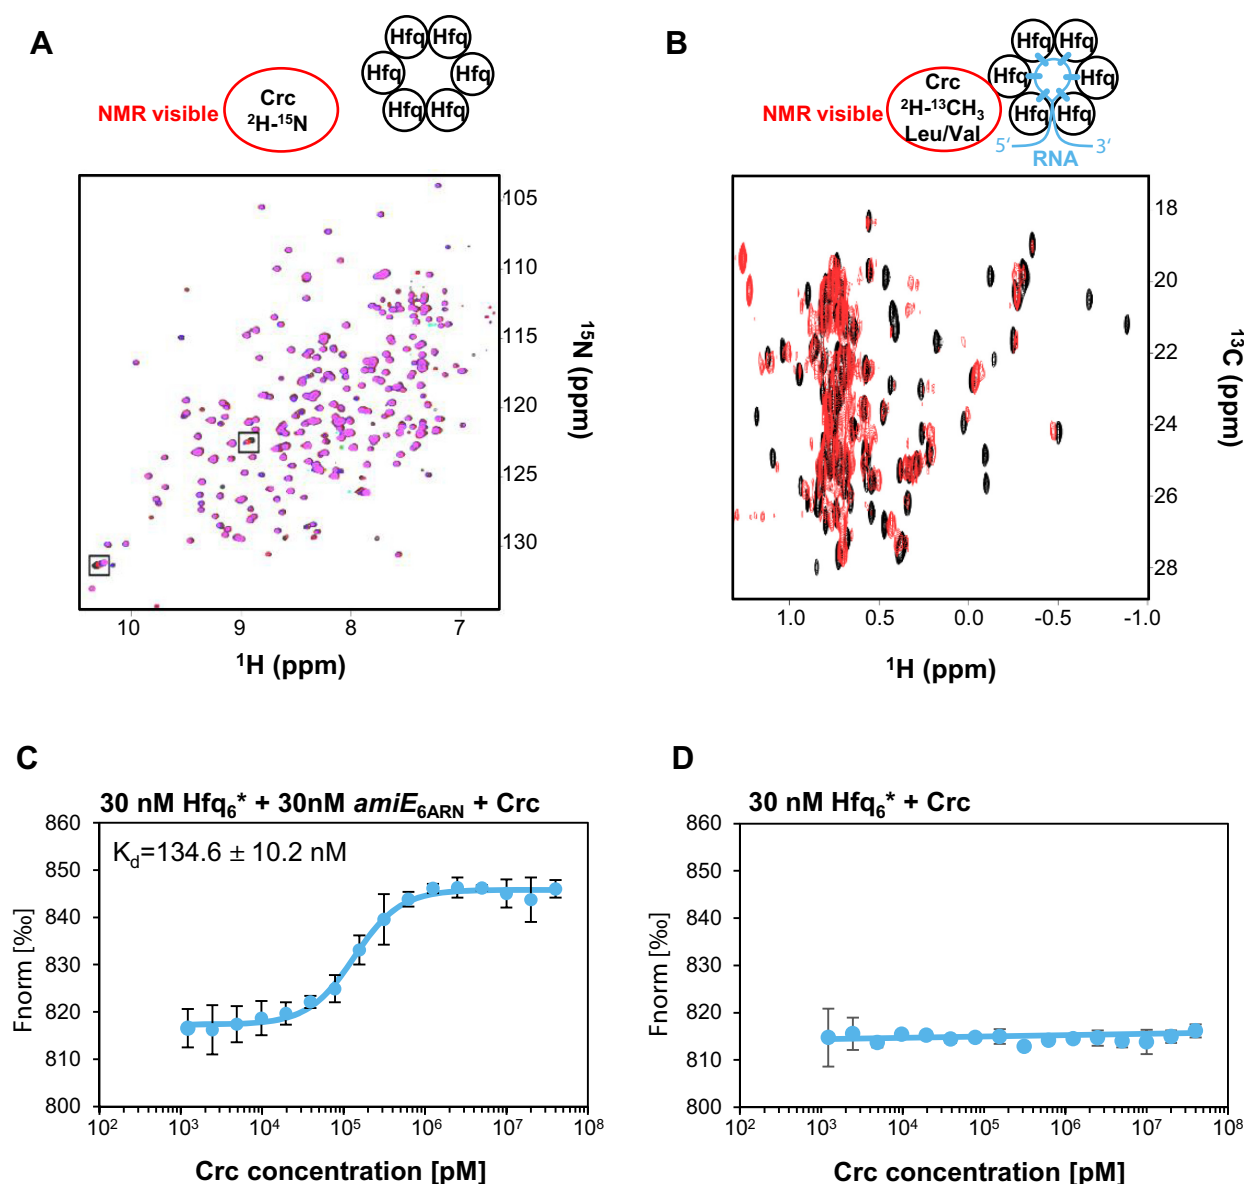 A
Hfq Hfq
Hfq Hfq
Hfq Hfq
NMR visible
Crc
²H-¹⁵N
105
110
115
120
125
130
¹⁵N (ppm)
10 9 8 7
¹H (ppm)
B
Hfq Hfq
Hfq Hfq
Hfq Hfq
NMR visible
Crc
²H-¹³CH₃
Leu/Val
5‘ 3‘
RNA
18
20
22
24
26
28
¹³C (ppm)
1.0 0.5 0.0 -0.5 -1.0
¹H (ppm)
C
30 nM Hfq₆* + 30nM amiE₆ARN + Crc
K_d=134.6 ± 10.2 nM
860
850
840
830
820
810
800
Fnorm [‰]
10² 10³ 10⁴ 10⁵ 10⁶ 10⁷ 10⁸
Crc concentration [pM]
D
30 nM Hfq₆* + Crc
860
850
840
830
820
810
800
Fnorm [‰]
10² 10³ 10⁴ 10⁵ 10⁶ 10⁷ 10⁸
Crc concentration [pM]